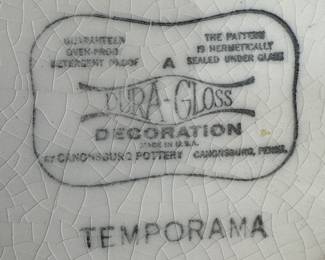 GUARANTEED
OVEN-PROOF
DETERGENT PROOF
A
THE PATTERN
IS HERMETICALLY
SEALED UNDER GLASS
DURA-GLOSS
DECORATION
MADE IN U.S.A.
BY CANONSBURG POTTERY CANONSBURG, PENNA.
TEMPORAMA